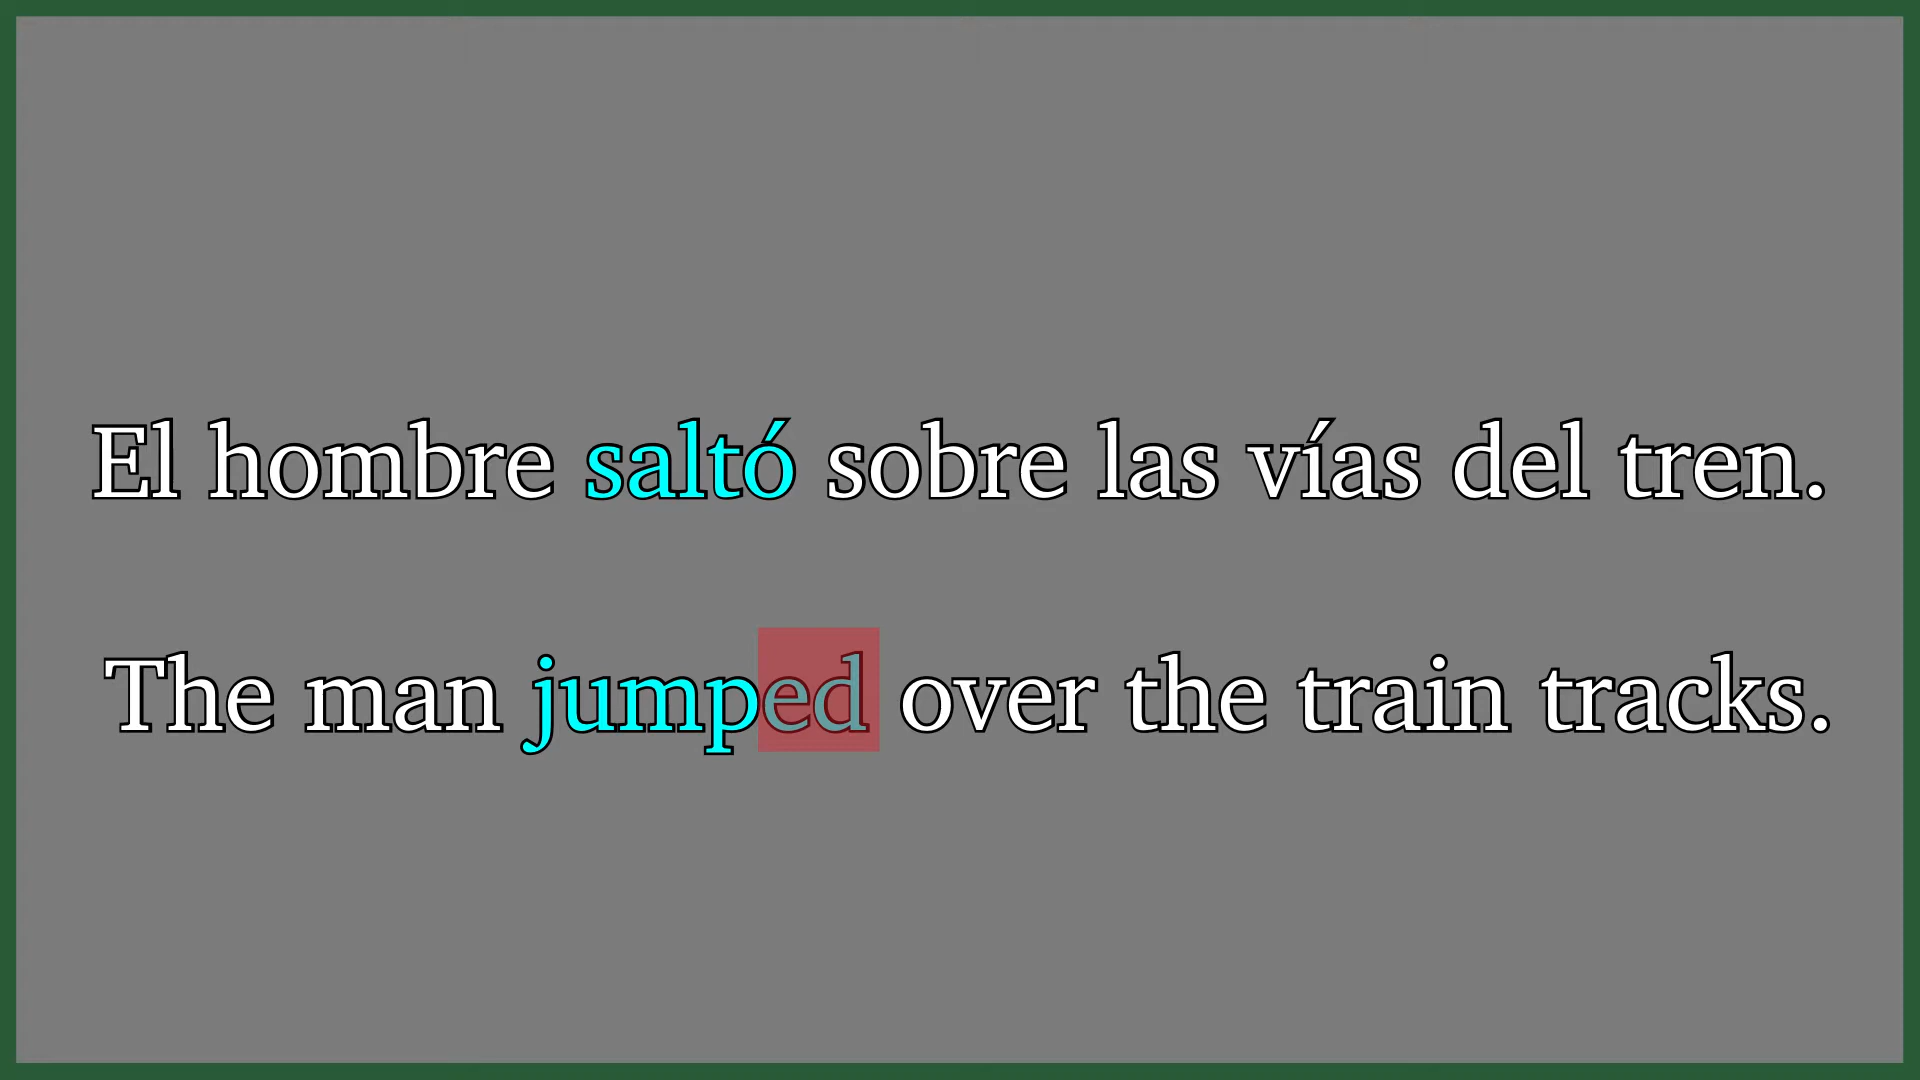 El hombre saltó sobre las vías del tren.
The man jumped over the train tracks.